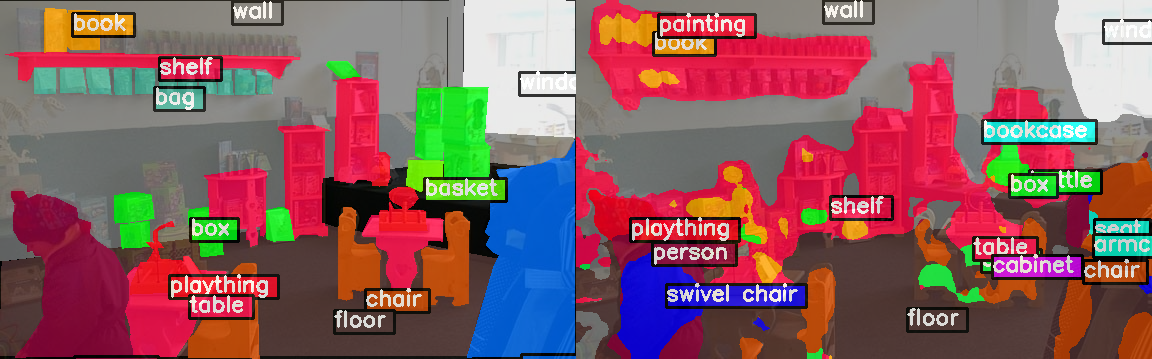 wall
book
shelf
bag
windo
basket
box
plaything
table
chair
floor
wall
painting
book
wind
bookcase
box
ttle
shelf
plaything
person
seat
armc
table
cabinet
chair
swivel chair
floor